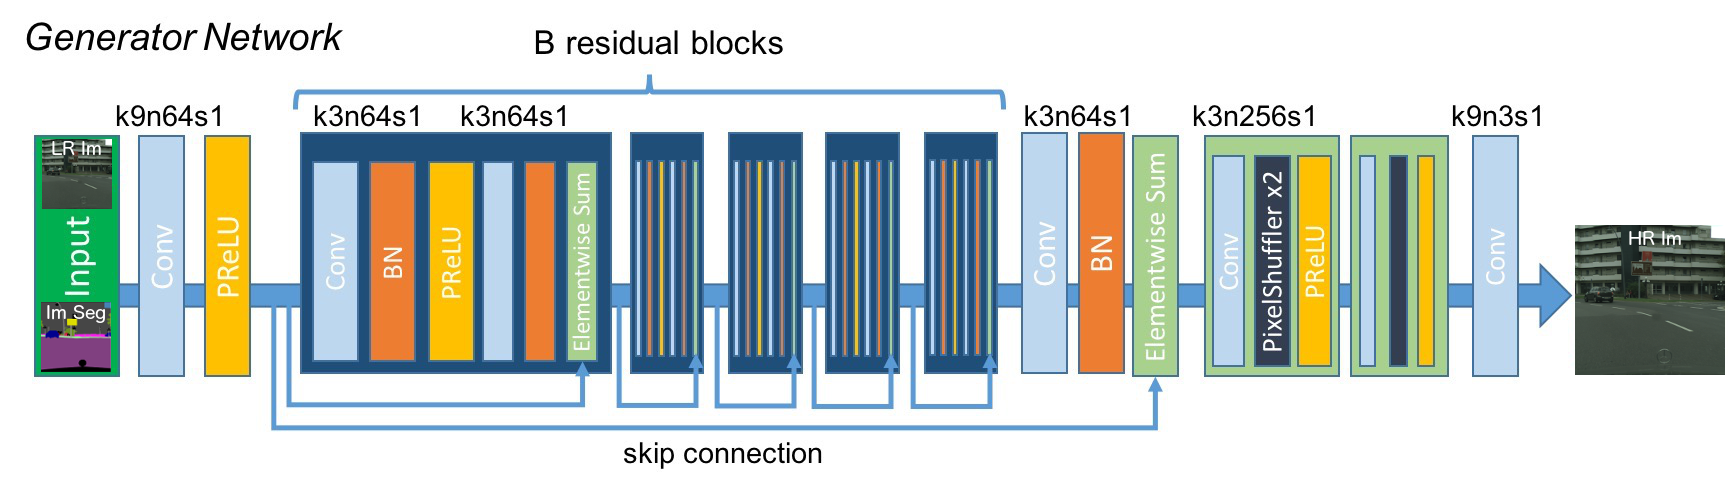 Generator Network
B residual blocks
k9n64s1
k3n64s1
k3n64s1
k3n64s1
k3n256s1
k9n3s1
LR Im
Input
Im Seg
Conv
PReLU
Conv
BN
PReLU
Elementwise Sum
Conv
BN
Elementwise Sum
Conv
PixelShuffler x2
PReLU
Conv
HR Im
skip connection